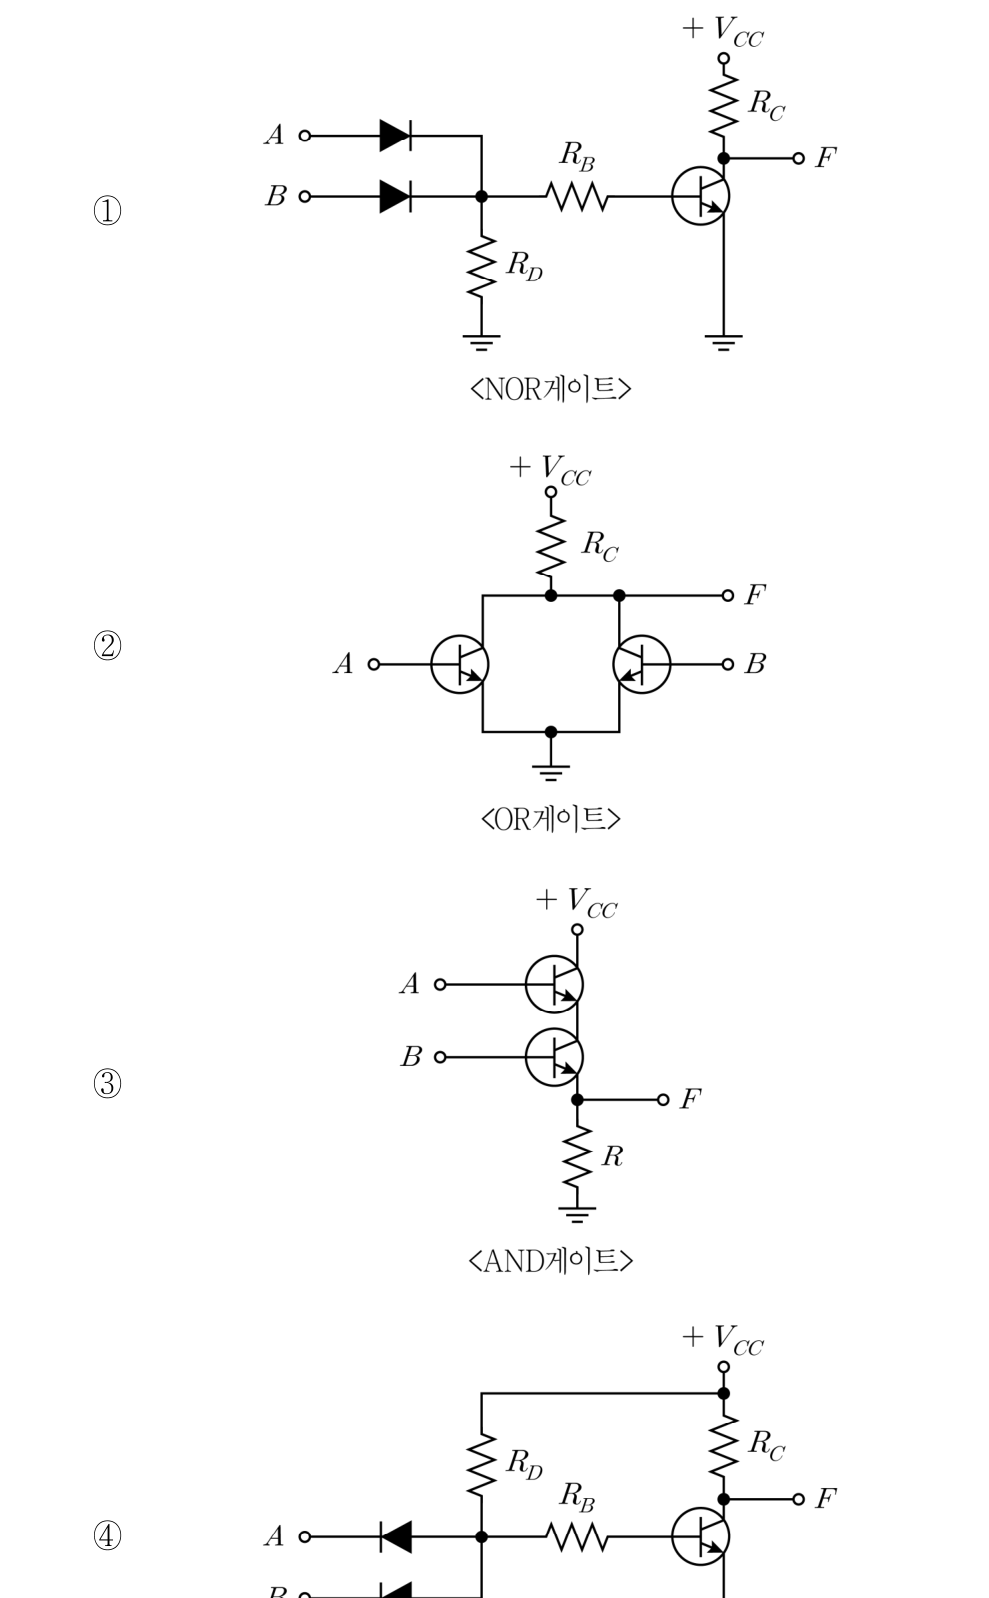 + V_CC
R_C
A
R_B
F
B
①
R_D
<NOR게이트>
+ V_CC
R_C
F
②
A
B
<OR게이트>
+ V_CC
A
B
③
F
R
<AND게이트>
+ V_CC
R_C
R_D
R_B
F
④
A
B